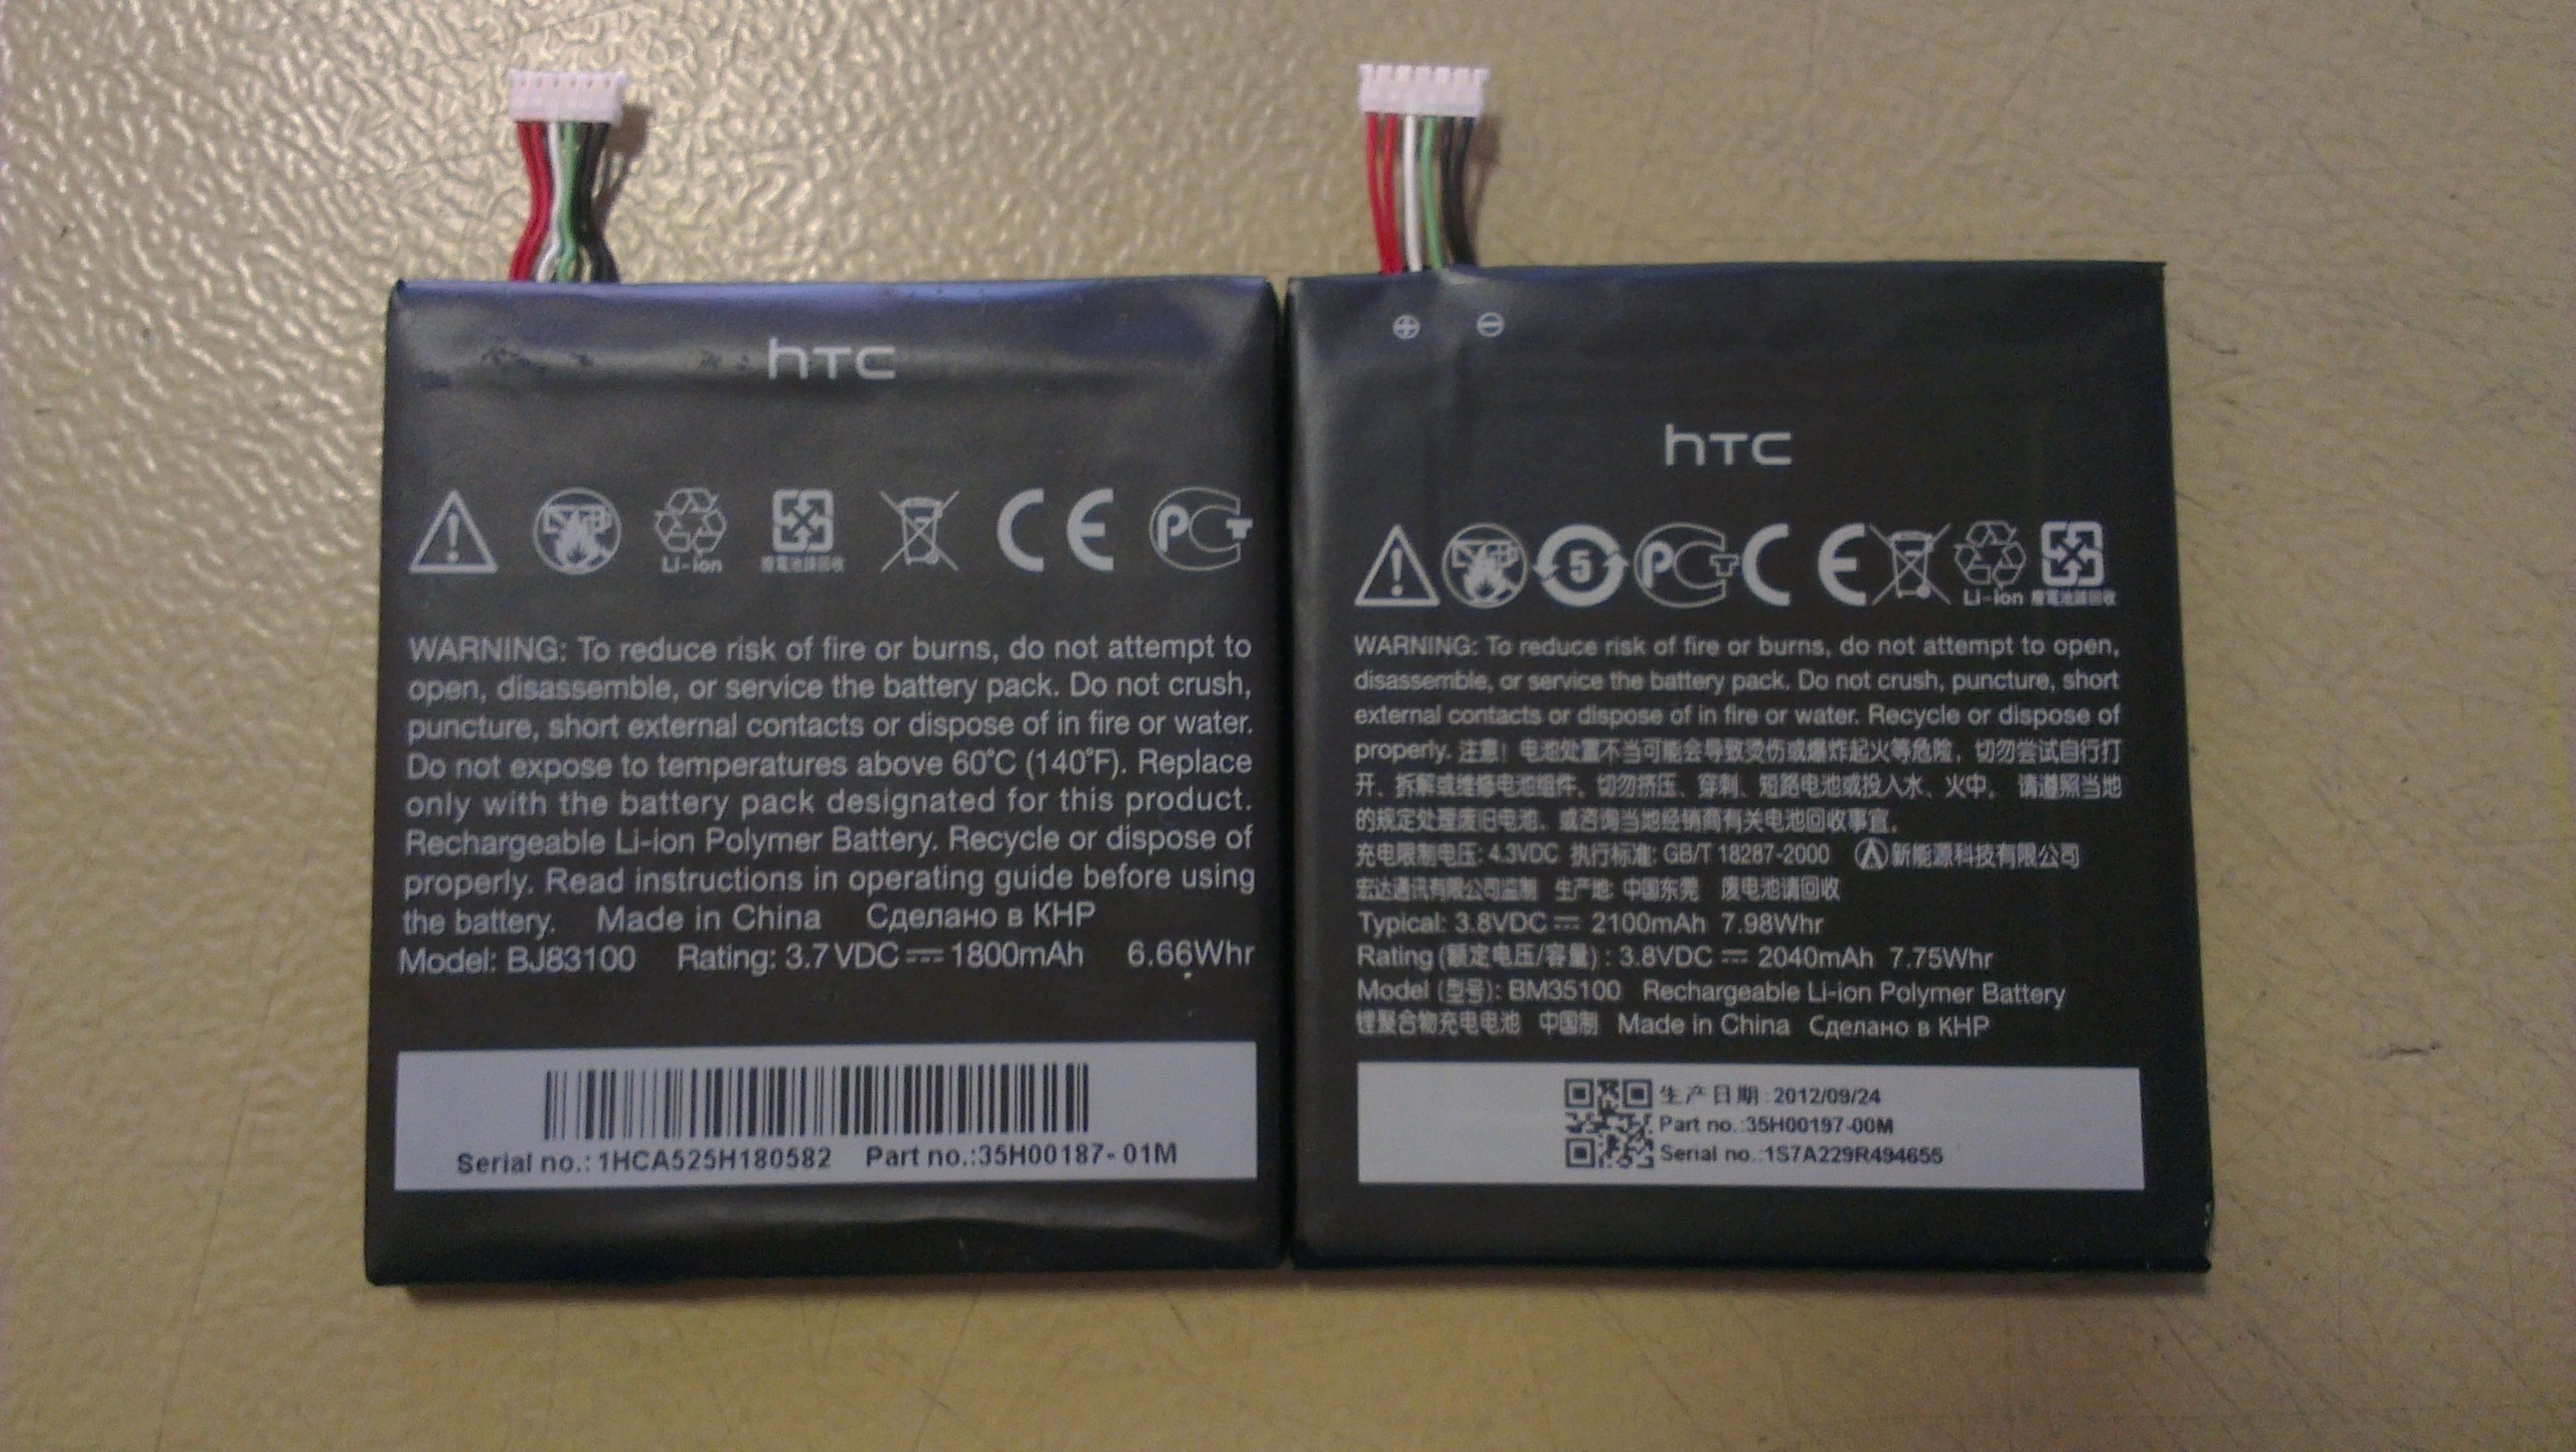 hTC
Li-ion
廢電池請回收
CE
PCT
WARNING: To reduce risk of fire or burns, do not attempt to
open, disassemble, or service the battery pack. Do not crush,
puncture, short external contacts or dispose of in fire or water.
Do not expose to temperatures above 60°C (140°F). Replace
only with the battery pack designated for this product.
Rechargeable Li-ion Polymer Battery. Recycle or dispose of
properly. Read instructions in operating guide before using
the battery. Made in China Сделано в КНР
Model: BJ83100 Rating: 3.7 VDC⎓1800mAh 6.66Whr
Serial no.: 1HCA525H180582 Part no.:35H00187- 01M
hTC
5
PCT
CE
Li-ion
廢電池請回收
WARNING: To reduce risk of fire or burns, do not attempt to open,
disassemble, or service the battery pack. Do not crush, puncture, short
external contacts or dispose of in fire or water. Recycle or dispose of
properly. 注意！电池处置不当可能会导致烫伤或爆炸起火等危险，切勿尝试自行打
开、拆解或维修电池组件。切勿挤压、穿刺、短路电池或投入水、火中。 请遵照当地
的规定处理废旧电池、或咨询当地经销商有关电池回收事宜。
充电限制电压: 4.3VDC 执行标准: GB/T 18287-2000 新能源科技有限公司
宏达通讯有限公司监制 生产地: 中国东莞 废电池请回收
Typical: 3.8VDC ⎓ 2100mAh 7.98Whr
Rating (额定电压/容量) : 3.8VDC ⎓ 2040mAh 7.75Whr
Model (型号): BM35100 Rechargeable Li-ion Polymer Battery
锂聚合物充电电池 中国制 Made in China Сделано в КНР
生产日期: 2012/09/24
Part no.:35H00197-00M
Serial no.:1S7A229R494655